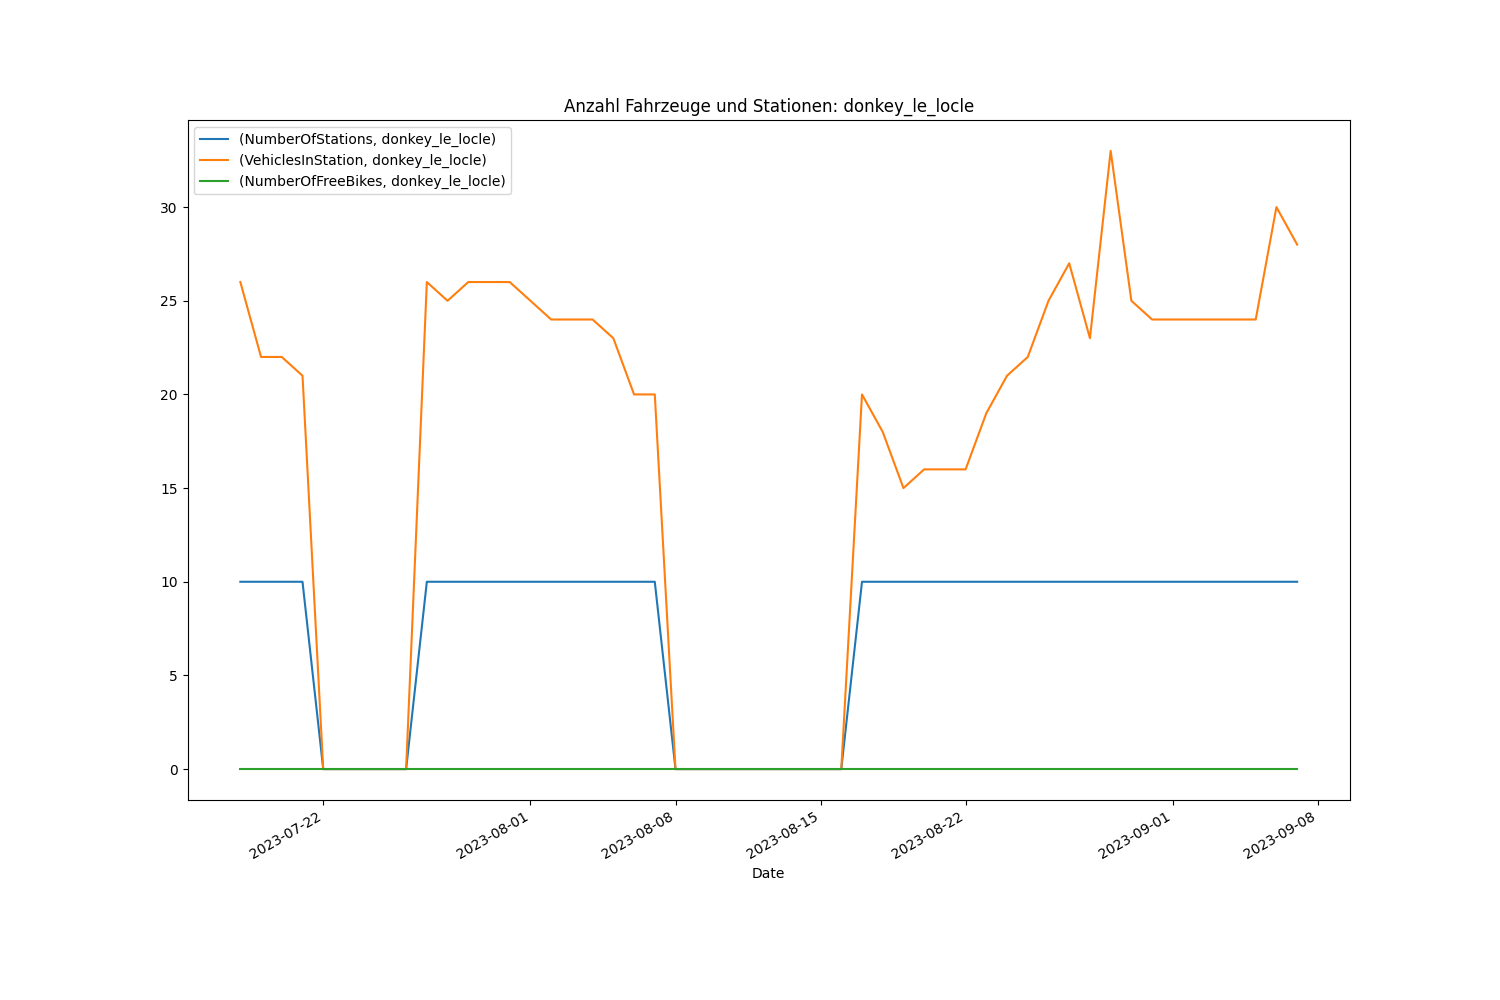 Anzahl Fahrzeuge und Stationen: donkey_le_locle
(NumberOfStations, donkey_le_locle)
(VehiclesInStation, donkey_le_locle)
(NumberOfFreeBikes, donkey_le_locle)
30
25
20
15
10
5
0
2023-07-22
2023-08-01
2023-08-08
2023-08-15
2023-08-22
2023-09-01
2023-09-08
Date